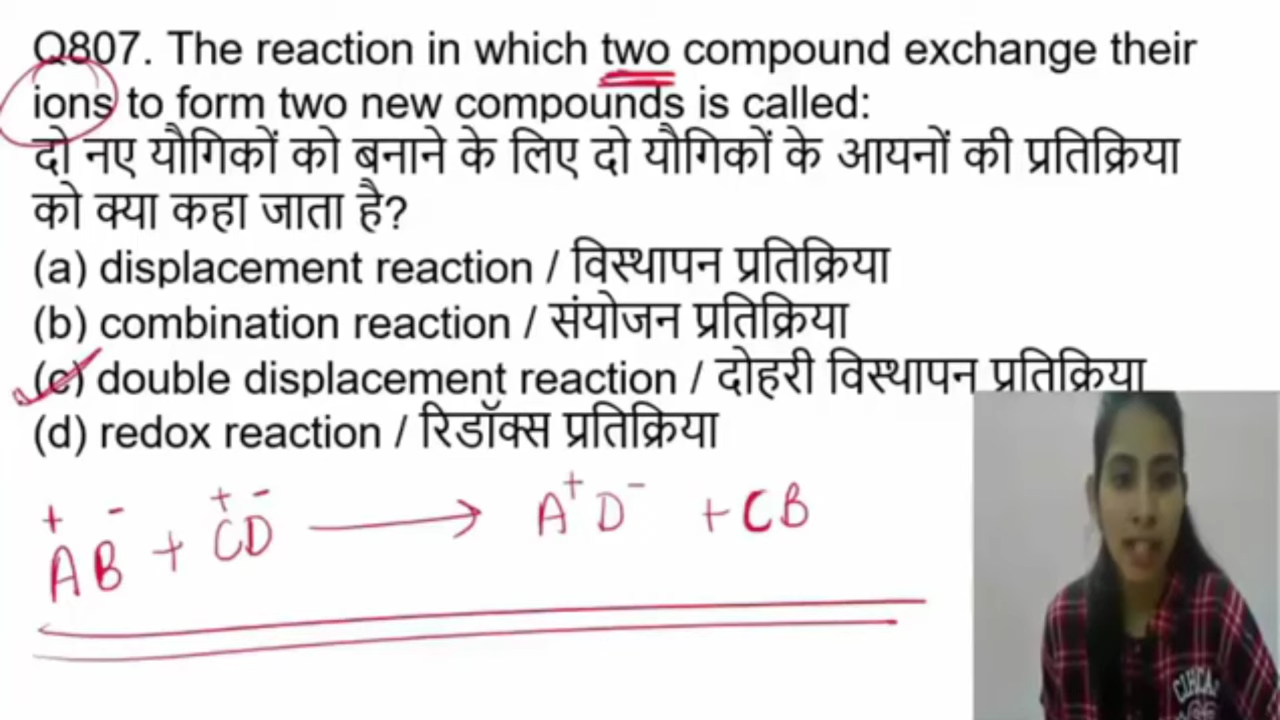 Q807. The reaction in which two compound exchange their
ions to form two new compounds is called:
दो नए यौगिकों को बनाने के लिए दो यौगिकों के आयनों की प्रतिक्रिया
को क्या कहा जाता है?
(a) displacement reaction / विस्थापन प्रतिक्रिया
(b) combination reaction / संयोजन प्रतिक्रिया
(c) double displacement reaction / दोहरी विस्थापन प्रतिक्रिया
(d) redox reaction / रिडॉक्स प्रतिक्रिया
A⁺B⁻ + C⁺D⁻ → A⁺D⁻ + CB